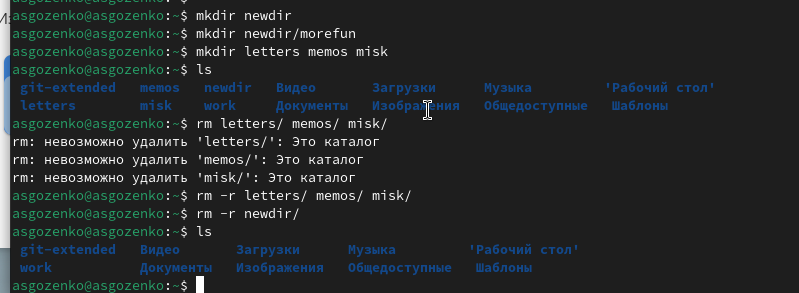 asgozenko@asgozenko:~$ mkdir newdir
asgozenko@asgozenko:~$ mkdir newdir/morefun
asgozenko@asgozenko:~$ mkdir letters memos misk
asgozenko@asgozenko:~$ ls
git-extended memos newdir Видео Загрузки Музыка 'Рабочий стол'
letters misk work Документы Изображения Общедоступные Шаблоны
asgozenko@asgozenko:~$ rm letters/ memos/ misk/
rm: невозможно удалить 'letters/': Это каталог
rm: невозможно удалить 'memos/': Это каталог
rm: невозможно удалить 'misk/': Это каталог
asgozenko@asgozenko:~$ rm -r letters/ memos/ misk/
asgozenko@asgozenko:~$ rm -r newdir/
asgozenko@asgozenko:~$ ls
git-extended Видео Загрузки Музыка 'Рабочий стол'
work Документы Изображения Общедоступные Шаблоны
asgozenko@asgozenko:~$